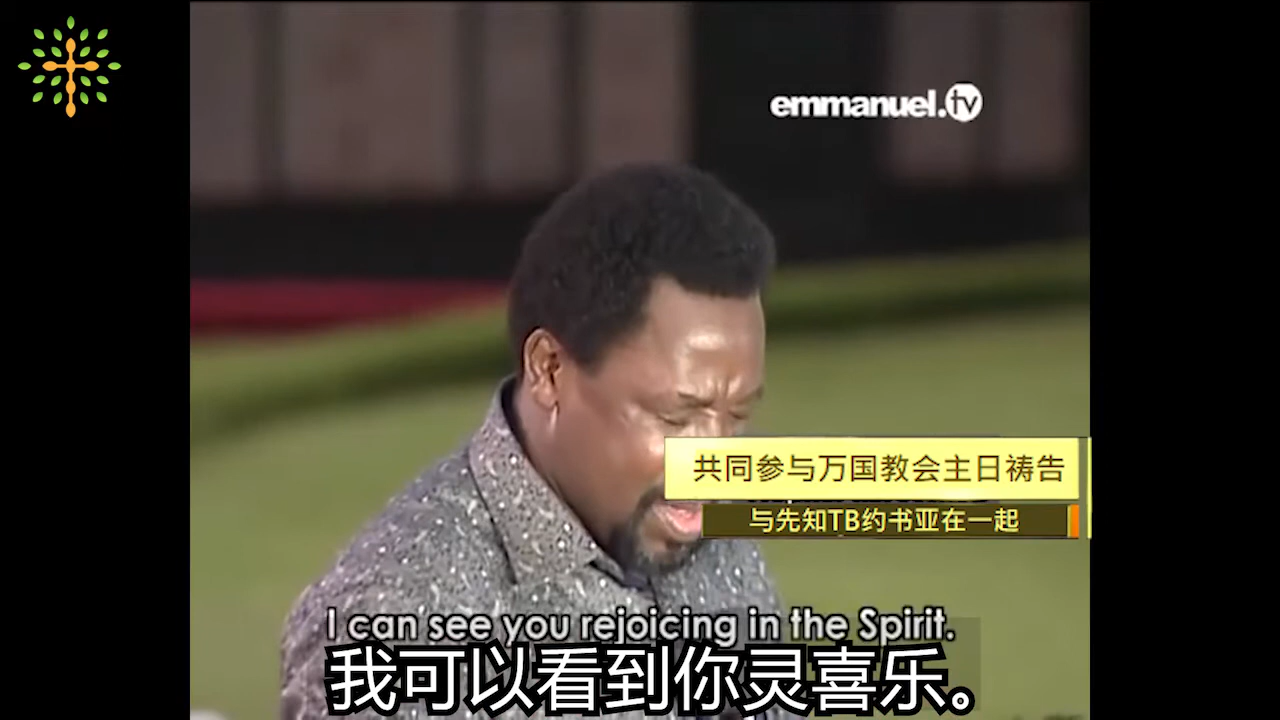 emmanuel.tv
共同参与万国教会主日祷告
与先知TB约书亚在一起
I can see you rejoicing in the Spirit.
我可以看到你灵喜乐。